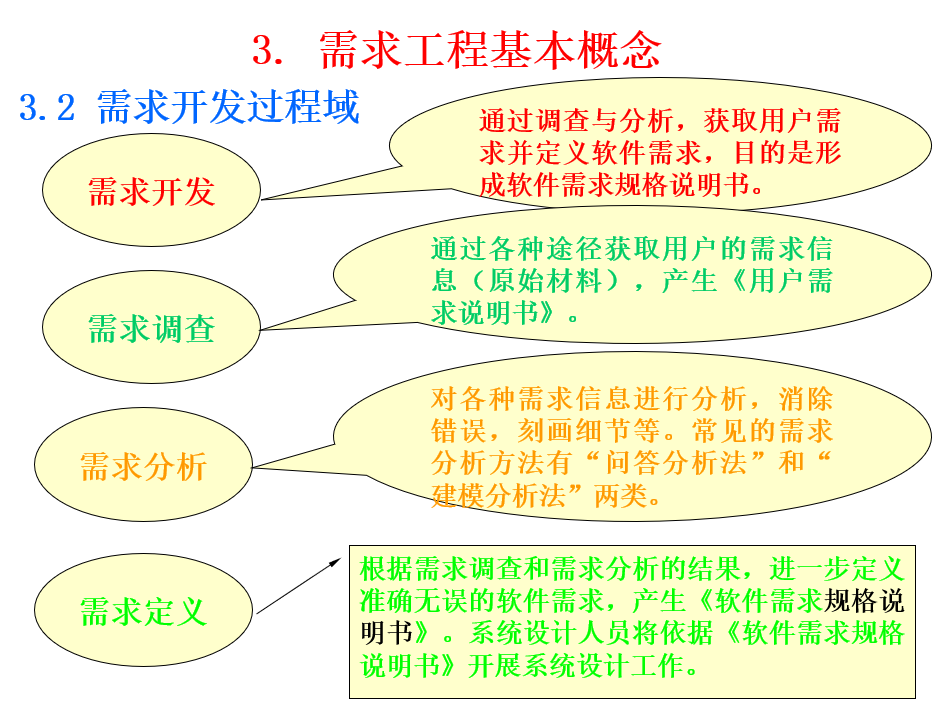 3. 需求工程基本概念
3.2 需求开发过程域
需求开发
通过调查与分析，获取用户需
求并定义软件需求，目的是形
成软件需求规格说明书。
需求调查
通过各种途径获取用户的需求信
息（原始材料），产生《用户需
求说明书》。
需求分析
对各种需求信息进行分析，消除
错误，刻画细节等。常见的需求
分析方法有“问答分析法”和“
建模分析法”两类。
需求定义
根据需求调查和需求分析的结果，进一步定义
准确无误的软件需求，产生《软件需求规格说
明书》。系统设计人员将依据《软件需求规格
说明书》开展系统设计工作。